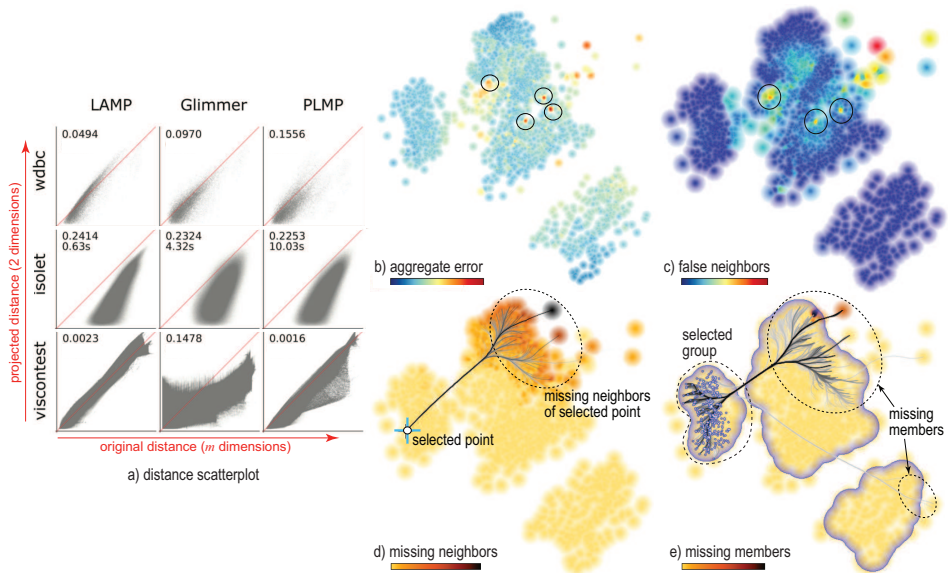 LAMP Glimmer PLMP
projected distance (2 dimensions)
wdbc
0.0494 0.0970 0.1556
isolet
0.2414 0.2324 0.2253
0.63s 4.32s 10.03s
viscontest
0.0023 0.1478 0.0016
original distance (m dimensions)
a) distance scatterplot
b) aggregate error
c) false neighbors
selected point
missing neighbors
of selected point
d) missing neighbors
selected
group
missing
members
e) missing members